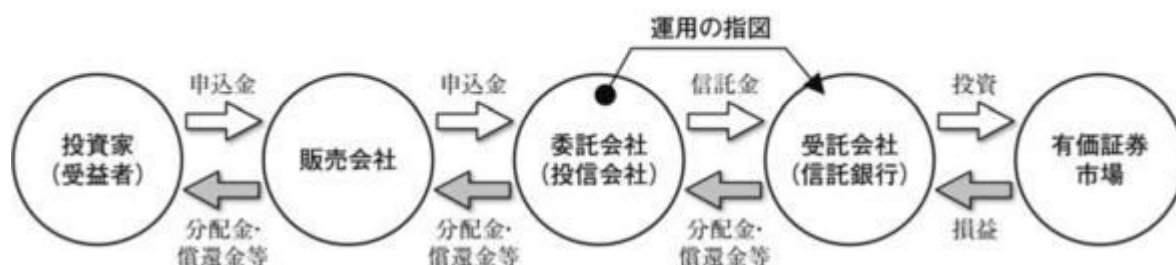 運用の指図
申込金
申込金
信託金
投資
投資家
(受益者)
販売会社
委託会社
(投信会社)
受託会社
(信託銀行)
有価証券
市場
分配金・
償還金等
分配金・
償還金等
分配金・
償還金等
損益